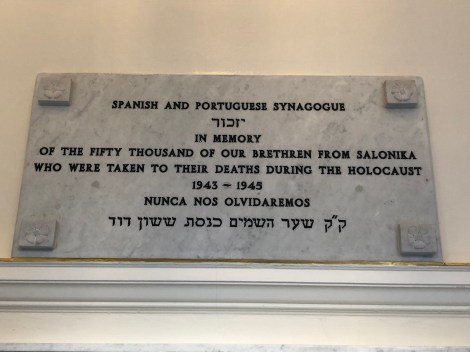 SPANISH AND PORTUGUESE SYNAGOGUE
יזכור
IN MEMORY
OF THE FIFTY THOUSAND OF OUR BRETHREN FROM SALONIKA
WHO WERE TAKEN TO THEIR DEATHS DURING THE HOLOCAUST
1943 ~ 1945
NUNCA NOS OLVIDAREMOS
ק״ק שער השמים כנסת ששון דוד